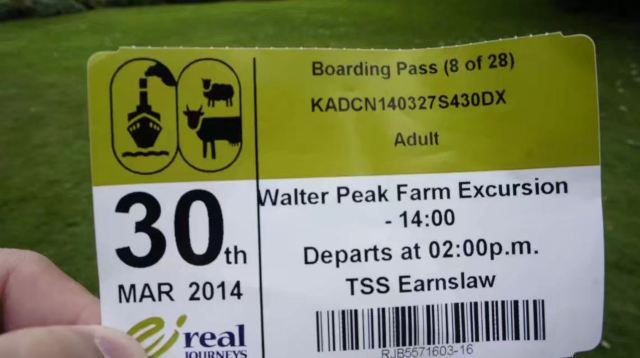 Boarding Pass (8 of 28)
KADCN140327S430DX
Adult
30th
MAR 2014
Walter Peak Farm Excursion
- 14:00
Departs at 02:00p.m.
TSS Earnslaw
real
JOURNEYS
RJB5571603-16